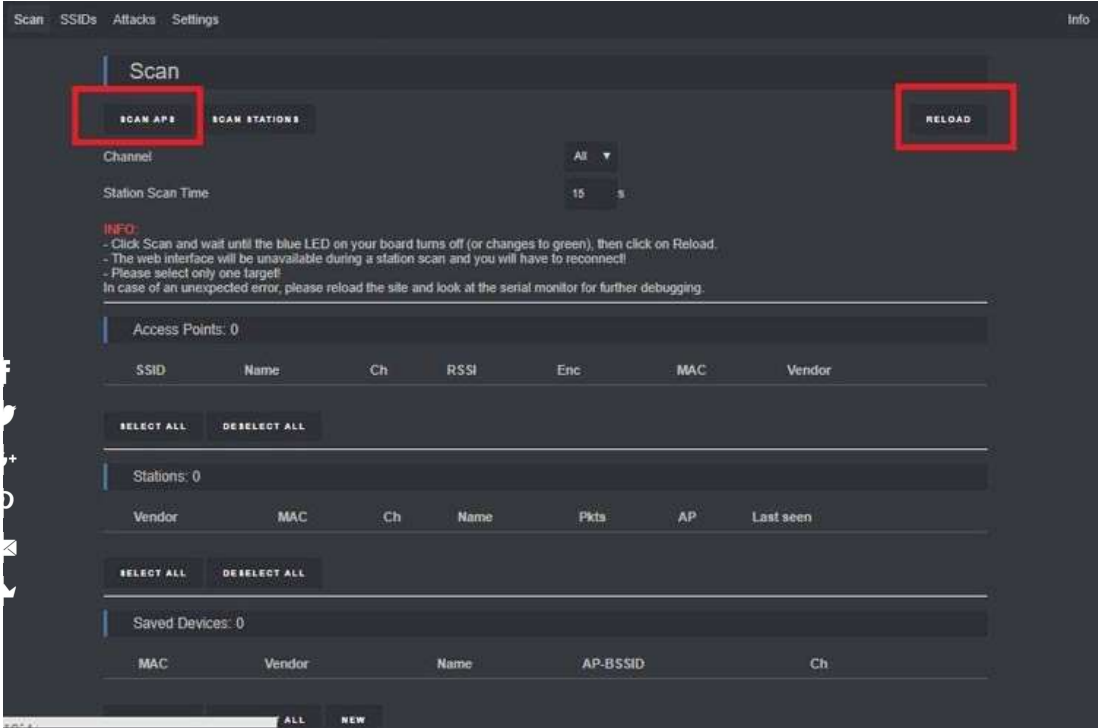 Scan SSIDs Attacks Settings Info
Scan
SCAN APS SCAN STATIONS RELOAD
Channel All
Station Scan Time 15 s
INFO:
- Click Scan and wait until the blue LED on your board turns off (or changes to green), then click on Reload.
- The web interface will be unavailable during a station scan and you will have to reconnect!
- Please select only one target!
In case of an unexpected error, please reload the site and look at the serial monitor for further debugging.
Access Points: 0
SSID Name Ch RSSI Enc MAC Vendor
SELECT ALL DESELECT ALL
Stations: 0
Vendor MAC Ch Name Pkts AP Last seen
SELECT ALL DESELECT ALL
Saved Devices: 0
MAC Vendor Name AP-BSSID Ch
ALL NEW